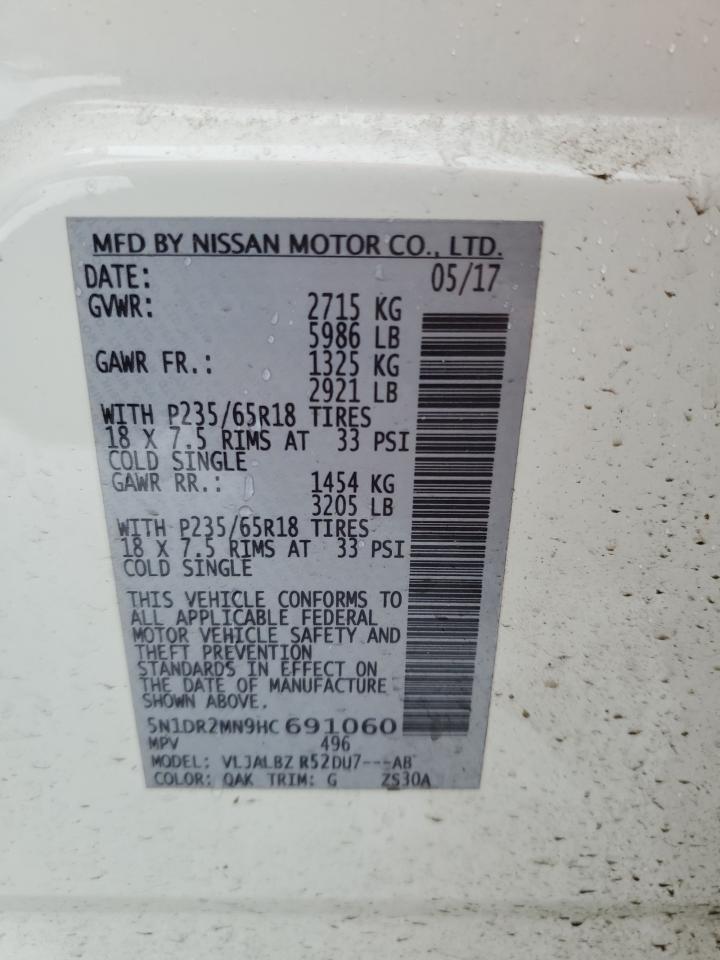 MFD BY NISSAN MOTOR CO., LTD.
DATE: 05/17
GVWR: 2715 KG
5986 LB
GAWR FR.: 1325 KG
2921 LB
WITH P235/65R18 TIRES
18 X 7.5 RIMS AT 33 PSI
COLD SINGLE
GAWR RR.: 1454 KG
3205 LB
WITH P235/65R18 TIRES
18 X 7.5 RIMS AT 33 PSI
COLD SINGLE
THIS VEHICLE CONFORMS TO
ALL APPLICABLE FEDERAL
MOTOR VEHICLE SAFETY AND
THEFT PREVENTION
STANDARDS IN EFFECT ON
THE DATE OF MANUFACTURE
SHOWN ABOVE.
5N1DR2MN9HC691060
MPV 496
MODEL: VLJALBZ R52DU7---AB
COLOR: QAK TRIM: G ZS30A